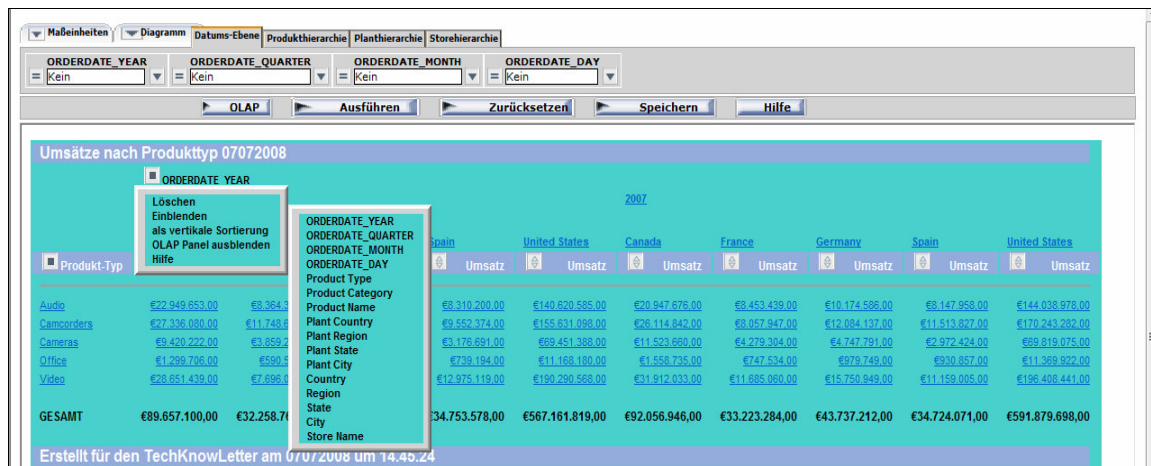 Maßeinheiten Diagramm Datums-Ebene Produkthierarchie Planthierarchie Storehierarchie
ORDERDATE_YEAR ORDERDATE_QUARTER ORDERDATE_MONTH ORDERDATE_DAY
= Kein = Kein = Kein = Kein
OLAP Ausführen Zurücksetzen Speichern Hilfe
Umsätze nach Produkttyp 07072008
ORDERDATE_YEAR
Löschen
Einblenden
als vertikale Sortierung
OLAP Panel ausblenden
Hilfe
ORDERDATE_YEAR
ORDERDATE_QUARTER
ORDERDATE_MONTH
ORDERDATE_DAY
Product Type
Product Category
Product Name
Plant Country
Plant Region
Plant State
Plant City
Country
Region
State
City
Store Name
2007
Spain United States Canada France Germany Spain United States
Produkt-Typ Umsatz Umsatz Umsatz Umsatz Umsatz Umsatz Umsatz
Audio €22.949.653,00 €8.310.200,00 €140.620.585,00 €20.947.676,00 €8.453.439,00 €10.174.586,00 €8.147.958,00 €144.038.978,00
Camcorders €27.336.080,00 €9.552.374,00 €155.631.098,00 €26.114.842,00 €8.057.947,00 €12.084.137,00 €11.513.827,00 €170.243.282,00
Cameras €9.420.222,00 €3.176.691,00 €69.451.388,00 €11.523.660,00 €4.279.304,00 €4.747.791,00 €2.972.424,00 €69.819.075,00
Office €1.299.706,00 €739.194,00 €11.168.180,00 €1.558.735,00 €747.534,00 €979.749,00 €930.857,00 €11.369.922,00
Video €28.651.439,00 €12.975.119,00 €190.290.568,00 €31.912.033,00 €11.685.060,00 €15.750.949,00 €11.159.005,00 €196.408.441,00
GESAMT €89.657.100,00 €34.753.578,00 €567.161.819,00 €92.056.946,00 €33.223.284,00 €43.737.212,00 €34.724.071,00 €591.879.698,00
Erstellt für den TechKnowLetter am 07072008 um 14.45.24